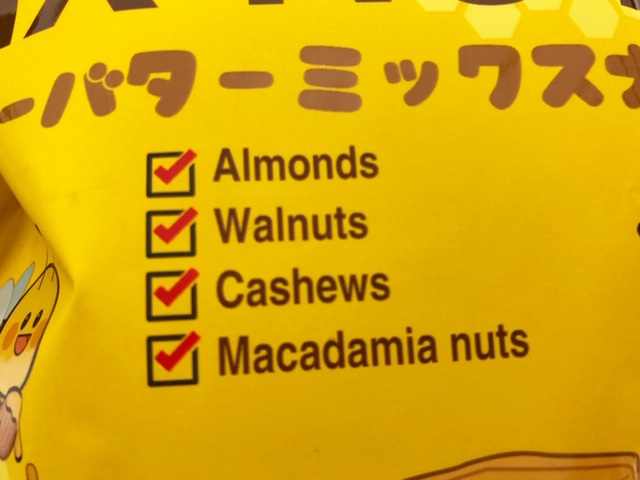 ーバターミックス
Almonds
Walnuts
Cashews
Macadamia nuts